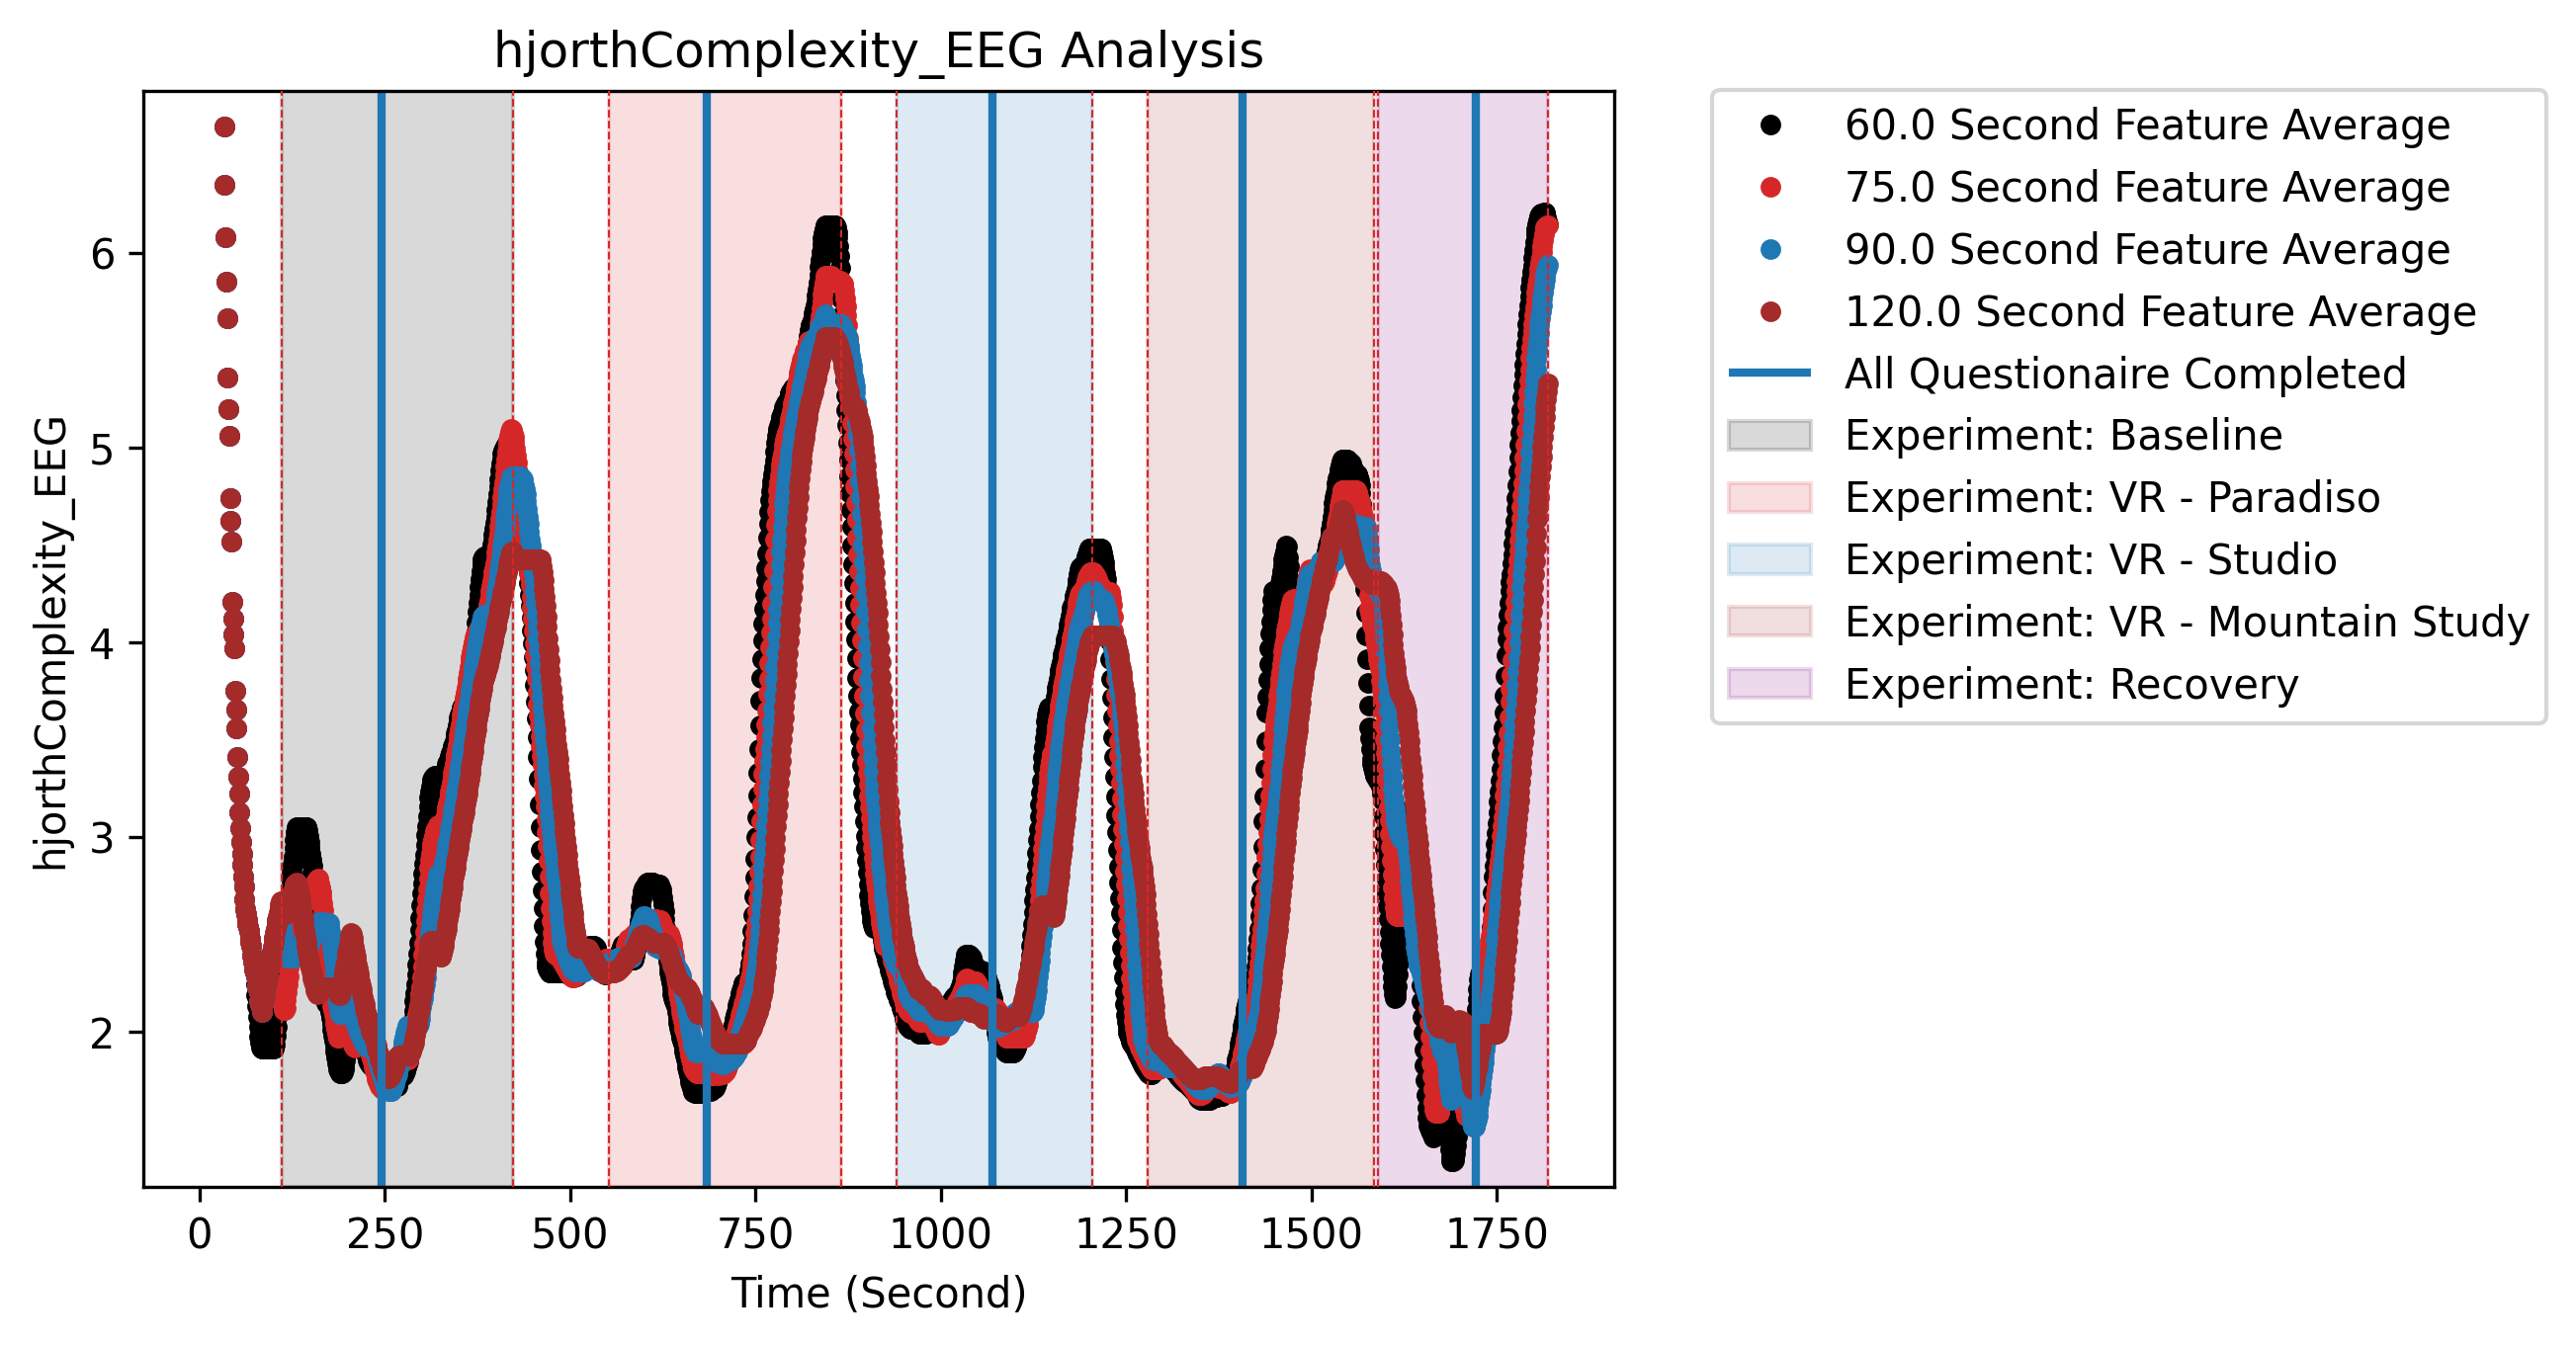 hjorthComplexity_EEG Analysis
hjorthComplexity_EEG
6
5
4
3
2
0
250
500
750
1000
1250
1500
1750
Time (Second)
60.0 Second Feature Average
75.0 Second Feature Average
90.0 Second Feature Average
120.0 Second Feature Average
All Questionaire Completed
Experiment: Baseline
Experiment: VR - Paradiso
Experiment: VR - Studio
Experiment: VR - Mountain Study
Experiment: Recovery